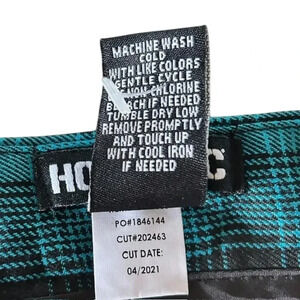 MACHINE WASH
COLD
WITH LIKE COLORS
GENTLE CYCLE
NON-CHLORINE
BLEACH IF NEEDED
TUMBLE DRY LOW
REMOVE PROMPTLY
AND TOUCH UP
WITH COOL IRON
IF NEEDED
HO C
PO#1846144
CUT#202463
CUT DATE:
04/2021